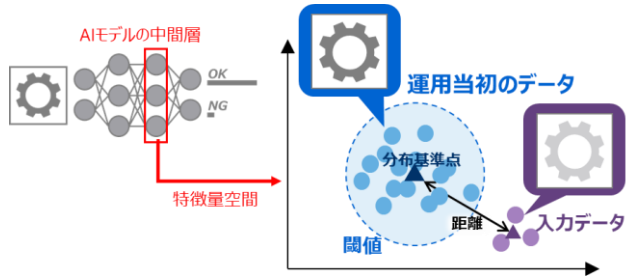 AIモデルの中間層
OK
NG
特徴量空間
運用当初のデータ
分布基準点
距離
閾値
入力データ